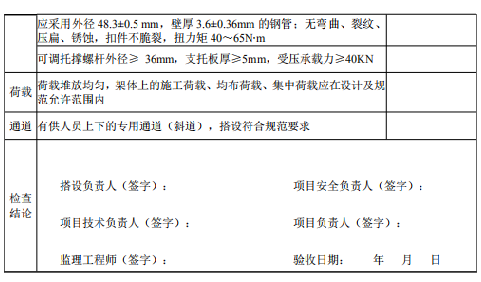 应采用外径 48.3±0.5 mm，壁厚 3.6±0.36mm 的钢管；无弯曲、裂纹、
压扁、锈蚀，扣件不脆裂，扭力矩 40～65N·m
可调托撑螺杆外径≥ 36mm，支托板厚≥5mm，受压承载力≥40KN
荷载 荷载堆放均匀，架体上的施工荷载、均布荷载、集中荷载应在设计及规
范允许范围内
通道 有供人员上下的专用通道（斜道），搭设符合规范要求
检查
结论
搭设负责人（签字）： 项目安全负责人（签字）：
项目技术负责人（签字）： 项目负责人（签字）：
监理工程师（签字）： 验收日期： 年 月 日